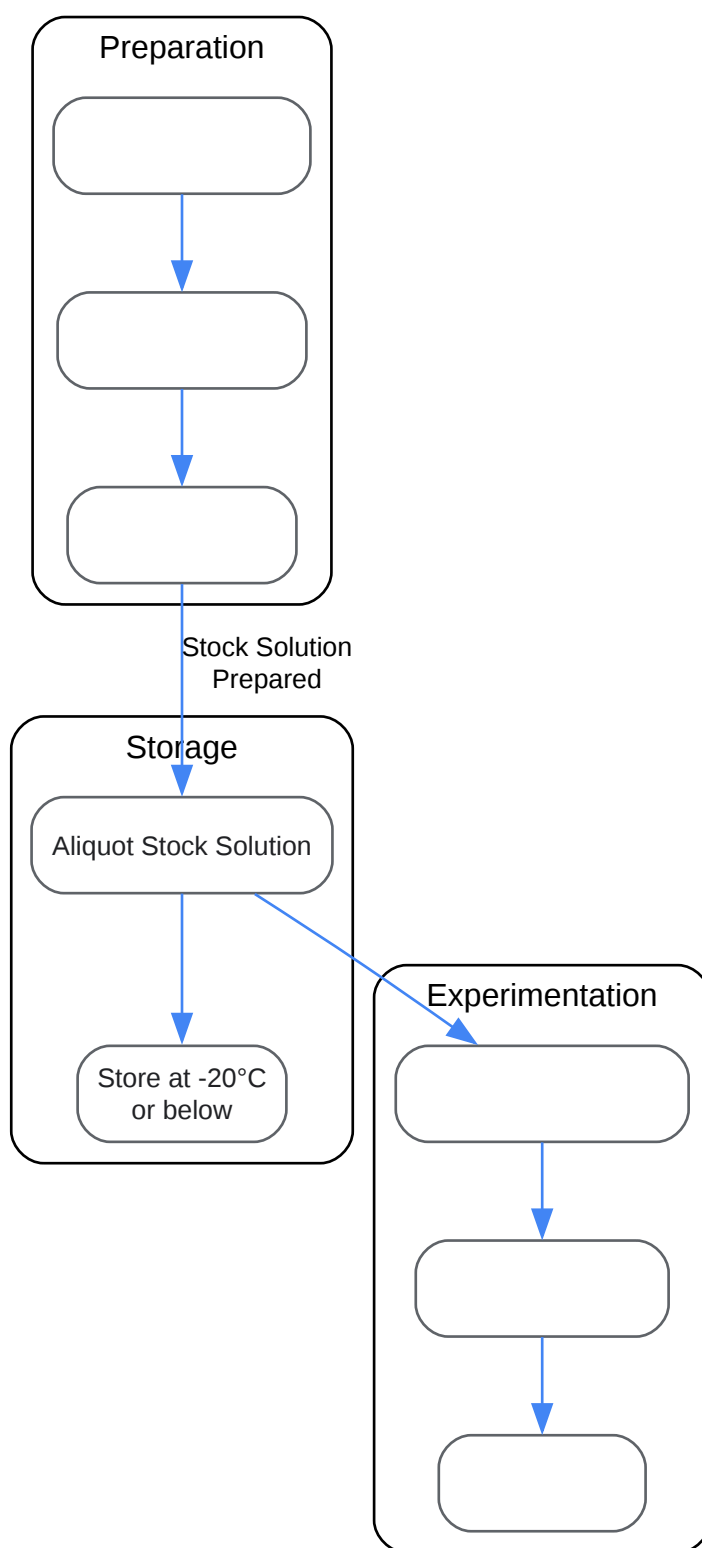 Preparation
Stock Solution
Prepared
Storage
Aliquot Stock Solution
Store at -20°C
or below
Experimentation